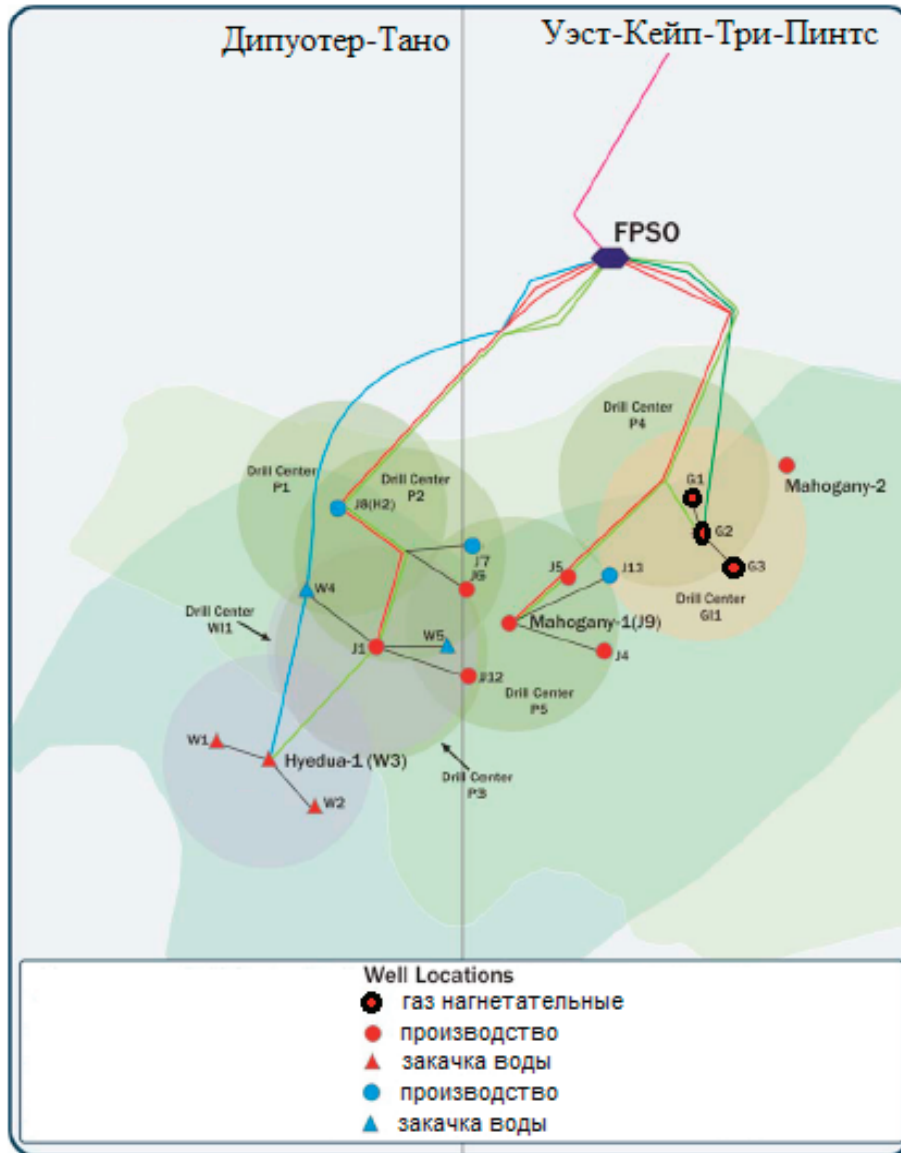 Дипуотер-Тано
Уэст-Кейп-Три-Пинтс
FPSO
Drill Center
P4
Drill Center
P1
Drill Center
P2
Mahogany-2
G1
J8(H2)
G2
J7
G3
J6
J5
J13
W4
Drill Center
WI1
Drill Center
GI1
Mahogany-1(J9)
J1
W5
J4
J12
Drill Center
P5
W1
Hyedua-1 (W3)
Drill Center
P3
W2
Well Locations
газ нагнетательные
производство
закачка воды
производство
закачка воды